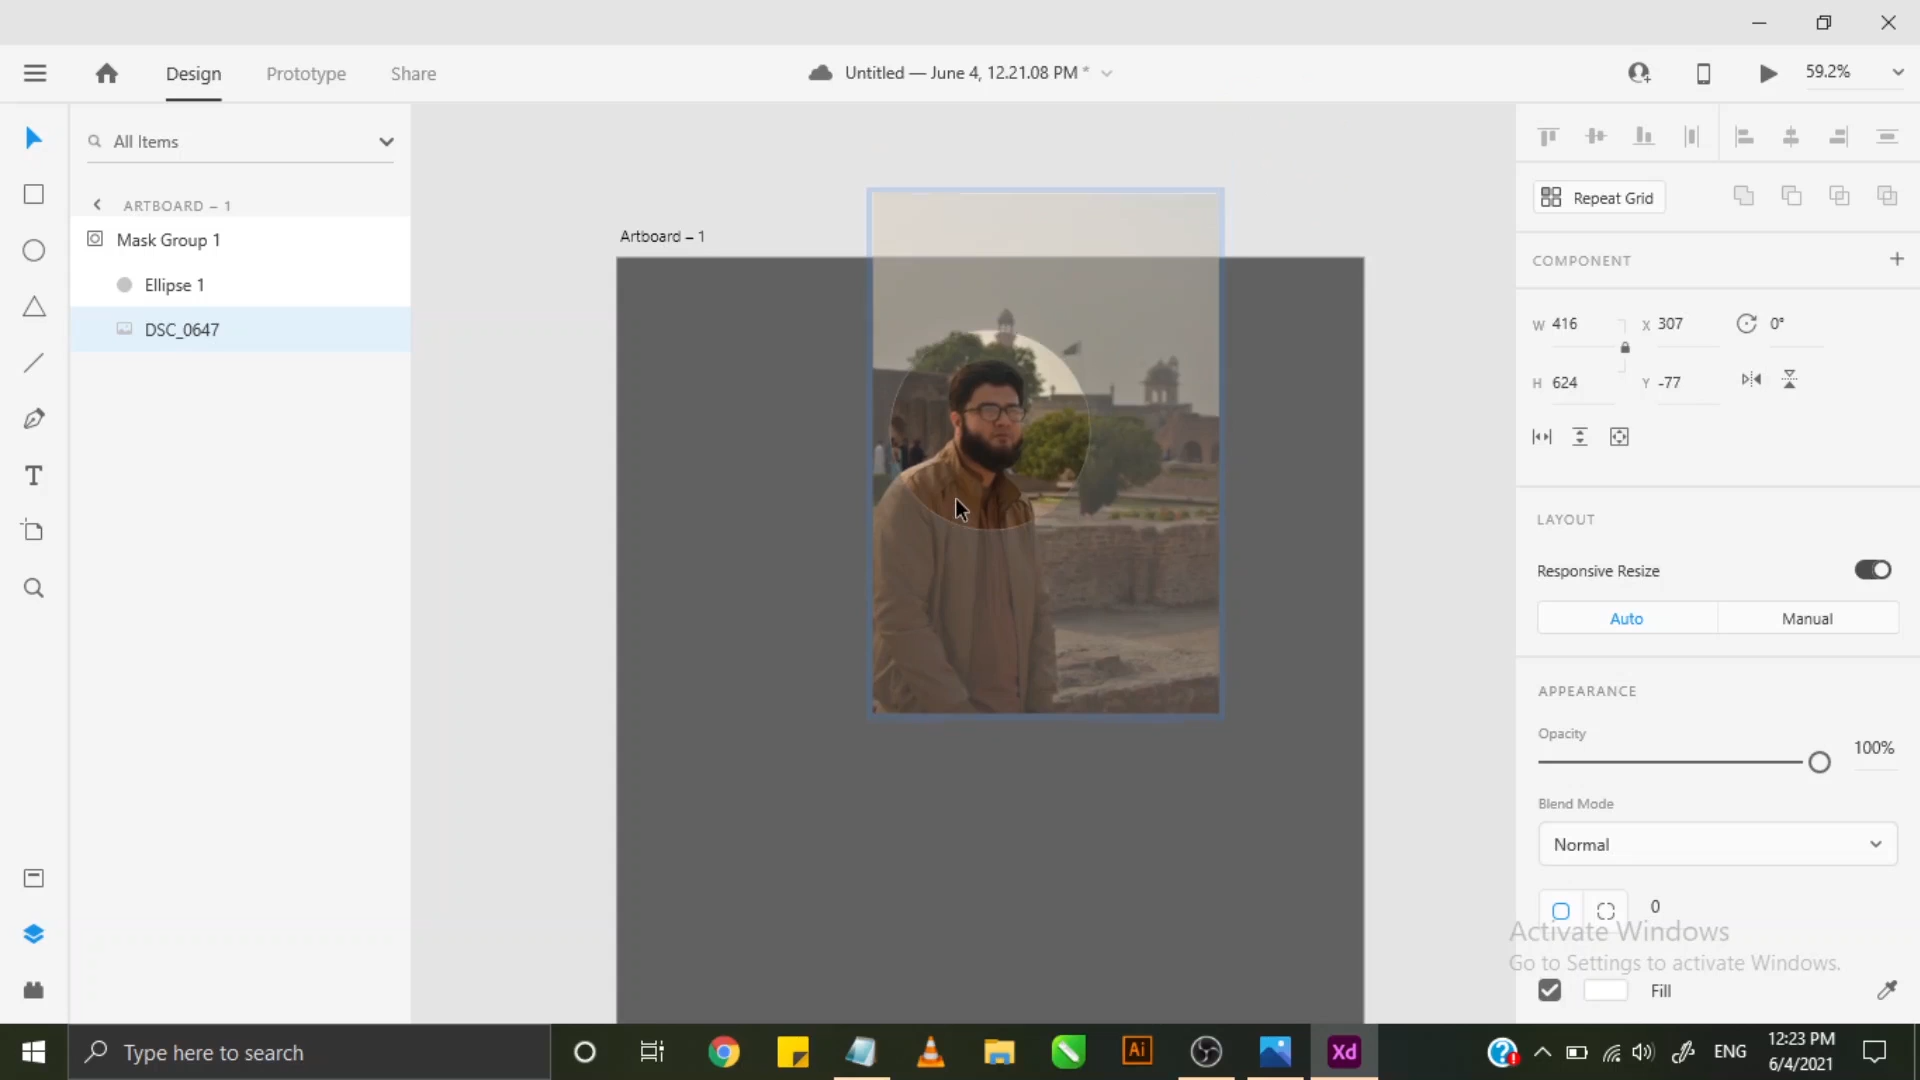 Design
Prototype
Share
Untitled — June 4, 12.21.08 PM *
59.2%
All Items
ARTBOARD – 1
Mask Group 1
Ellipse 1
DSC_0647
Artboard – 1
Repeat Grid
COMPONENT
W 416
X 307
0°
H 624
Y -77
LAYOUT
Responsive Resize
Auto
Manual
APPEARANCE
Opacity
100%
Blend Mode
Normal
0
Activate Windows
Go to Settings to activate Windows.
Fill
T
Type here to search
Ai
Xd
ENG
12:23 PM
6/4/2021